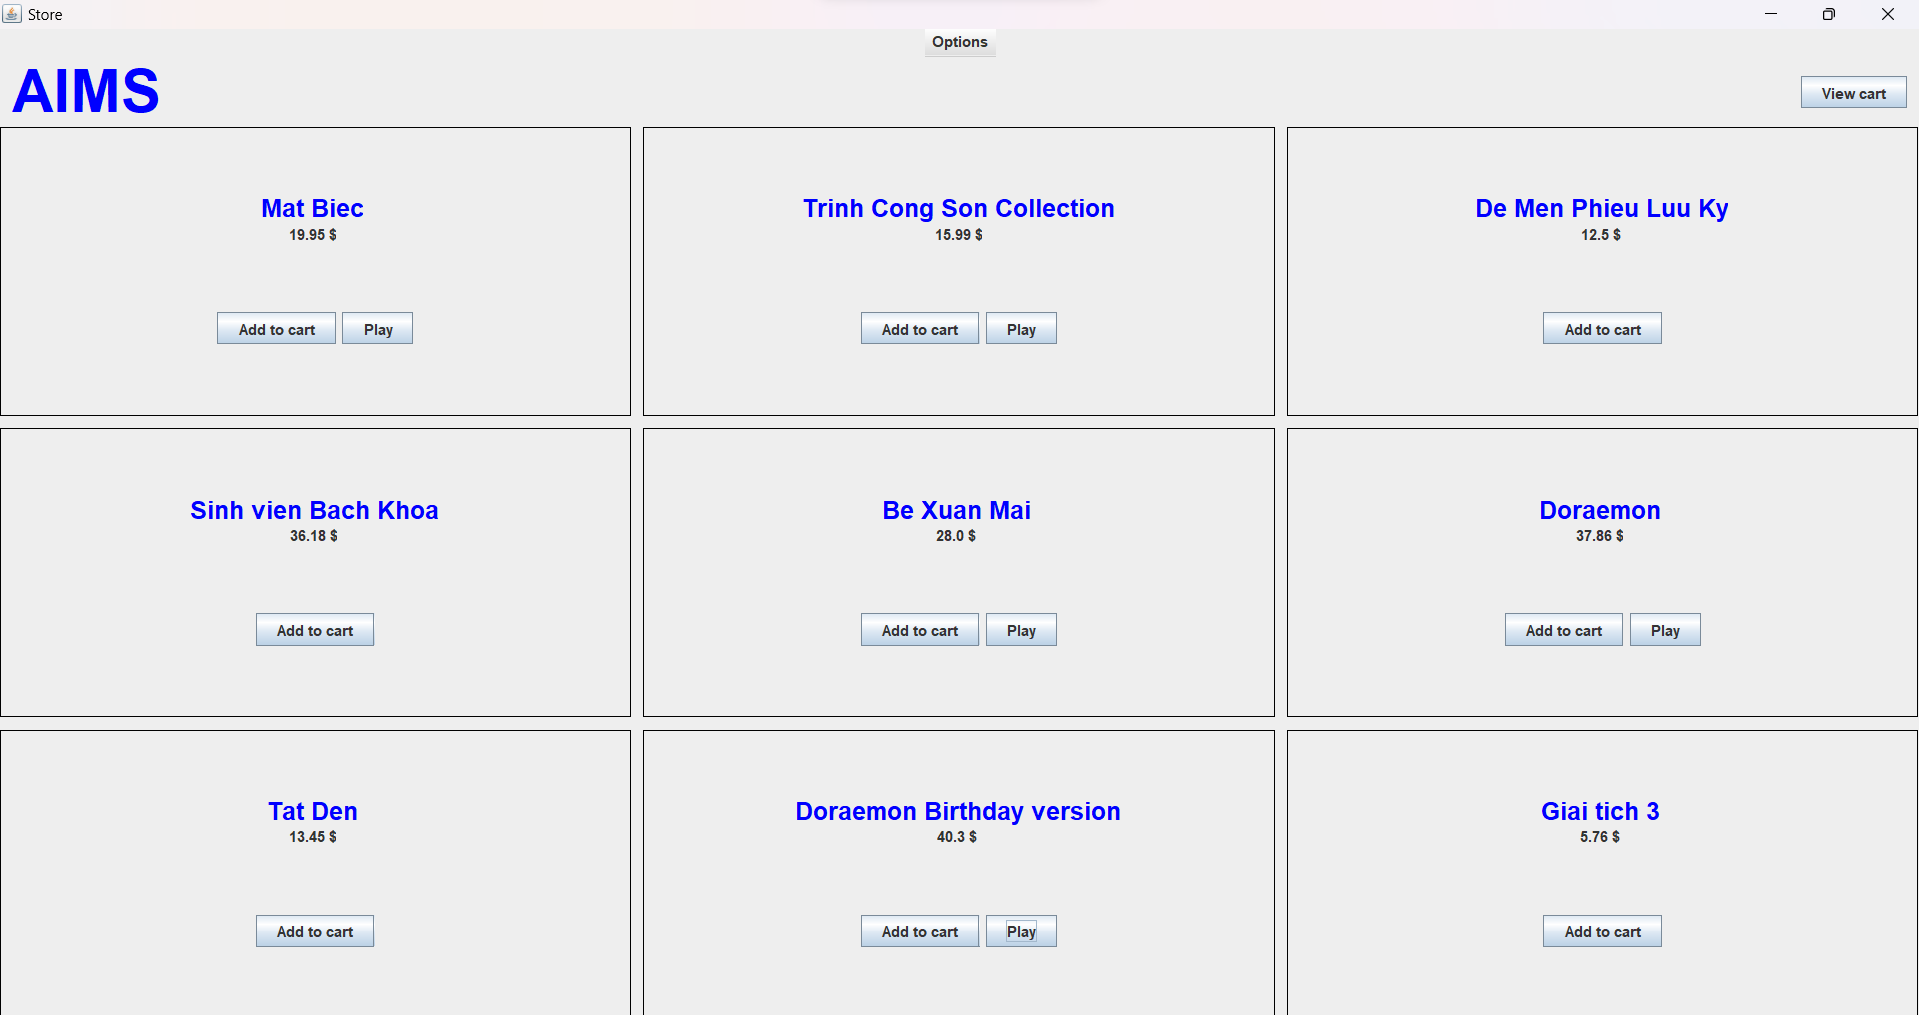 Store
Options
AIMS
View cart
Mat Biec
19.95 $
Add to cart Play
Trinh Cong Son Collection
15.99 $
Add to cart Play
De Men Phieu Luu Ky
12.5 $
Add to cart
Sinh vien Bach Khoa
36.18 $
Add to cart
Be Xuan Mai
28.0 $
Add to cart Play
Doraemon
37.86 $
Add to cart Play
Tat Den
13.45 $
Add to cart
Doraemon Birthday version
40.3 $
Add to cart Play
Giai tich 3
5.76 $
Add to cart